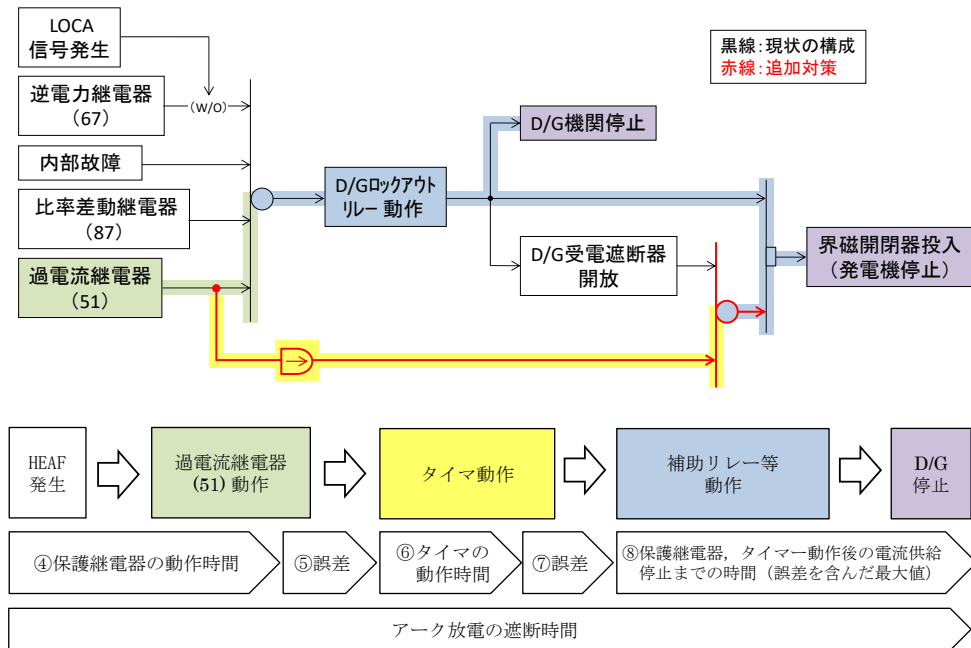 LOCA
信号発生
逆電力継電器
(67)
(W/O)
内部故障
比率差動継電器
(87)
過電流継電器
(51)
D/Gロックアウト
リレー 動作
D/G機関停止
D/G受電遮断器
開放
界磁開閉器投入
(発電機停止)
黒線:現状の構成
赤線:追加対策
HEAF
発生
過電流継電器
(51) 動作
タイマ動作
補助リレー等
動作
D/G
停止
④保護継電器の動作時間
⑤誤差
⑥タイマの
動作時間
⑦誤差
⑧保護継電器,タイマー動作後の電流供給
停止までの時間(誤差を含んだ最大値)
アーク放電の遮断時間